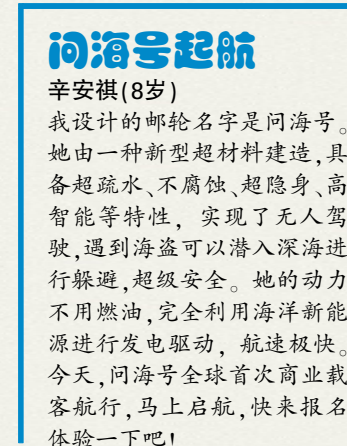 问海号起航
辛安祺(8岁)
我设计的邮轮名字是问海号。
她由一种新型超材料建造,具
备超疏水、不腐蚀、超隐身、高
智能等特性，实现了无人驾
驶,遇到海盗可以潜入深海进
行躲避,超级安全。她的动力
不用燃油,完全利用海洋新能
源进行发电驱动，航速极快。
今天,问海号全球首次商业载
客航行,马上启航,快来报名
体验一下吧!